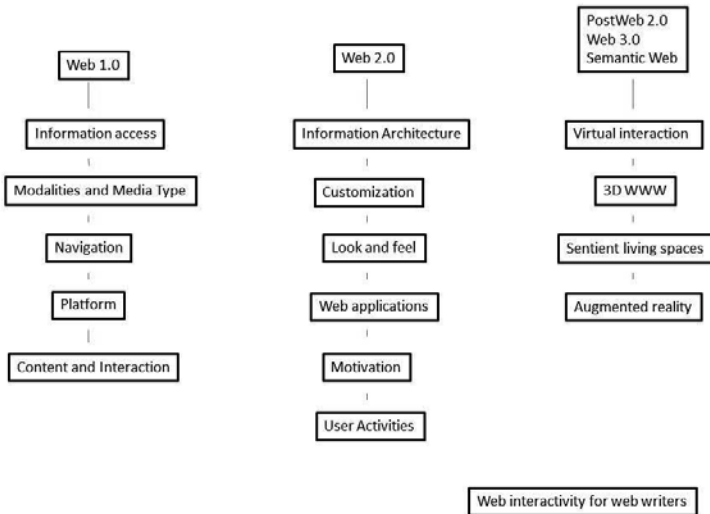 Web 1.0
Information access
Modalities and Media Type
Navigation
Platform
Content and Interaction
Web 2.0
Information Architecture
Customization
Look and feel
Web applications
Motivation
User Activities
PostWeb 2.0
Web 3.0
Semantic Web
Virtual interaction
3D WWW
Sentient living spaces
Augmented reality
Web interactivity for web writers